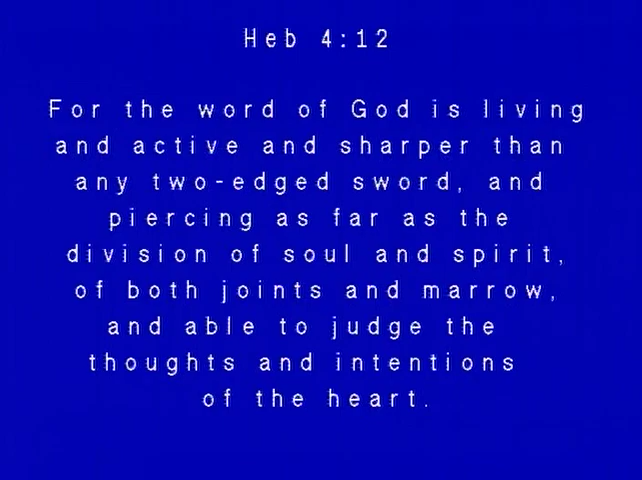 Heb 4:12
For the word of God is living
and active and sharper than
any two-edged sword, and
piercing as far as the
division of soul and spirit,
of both joints and marrow,
and able to judge the
thoughts and intentions
of the heart.